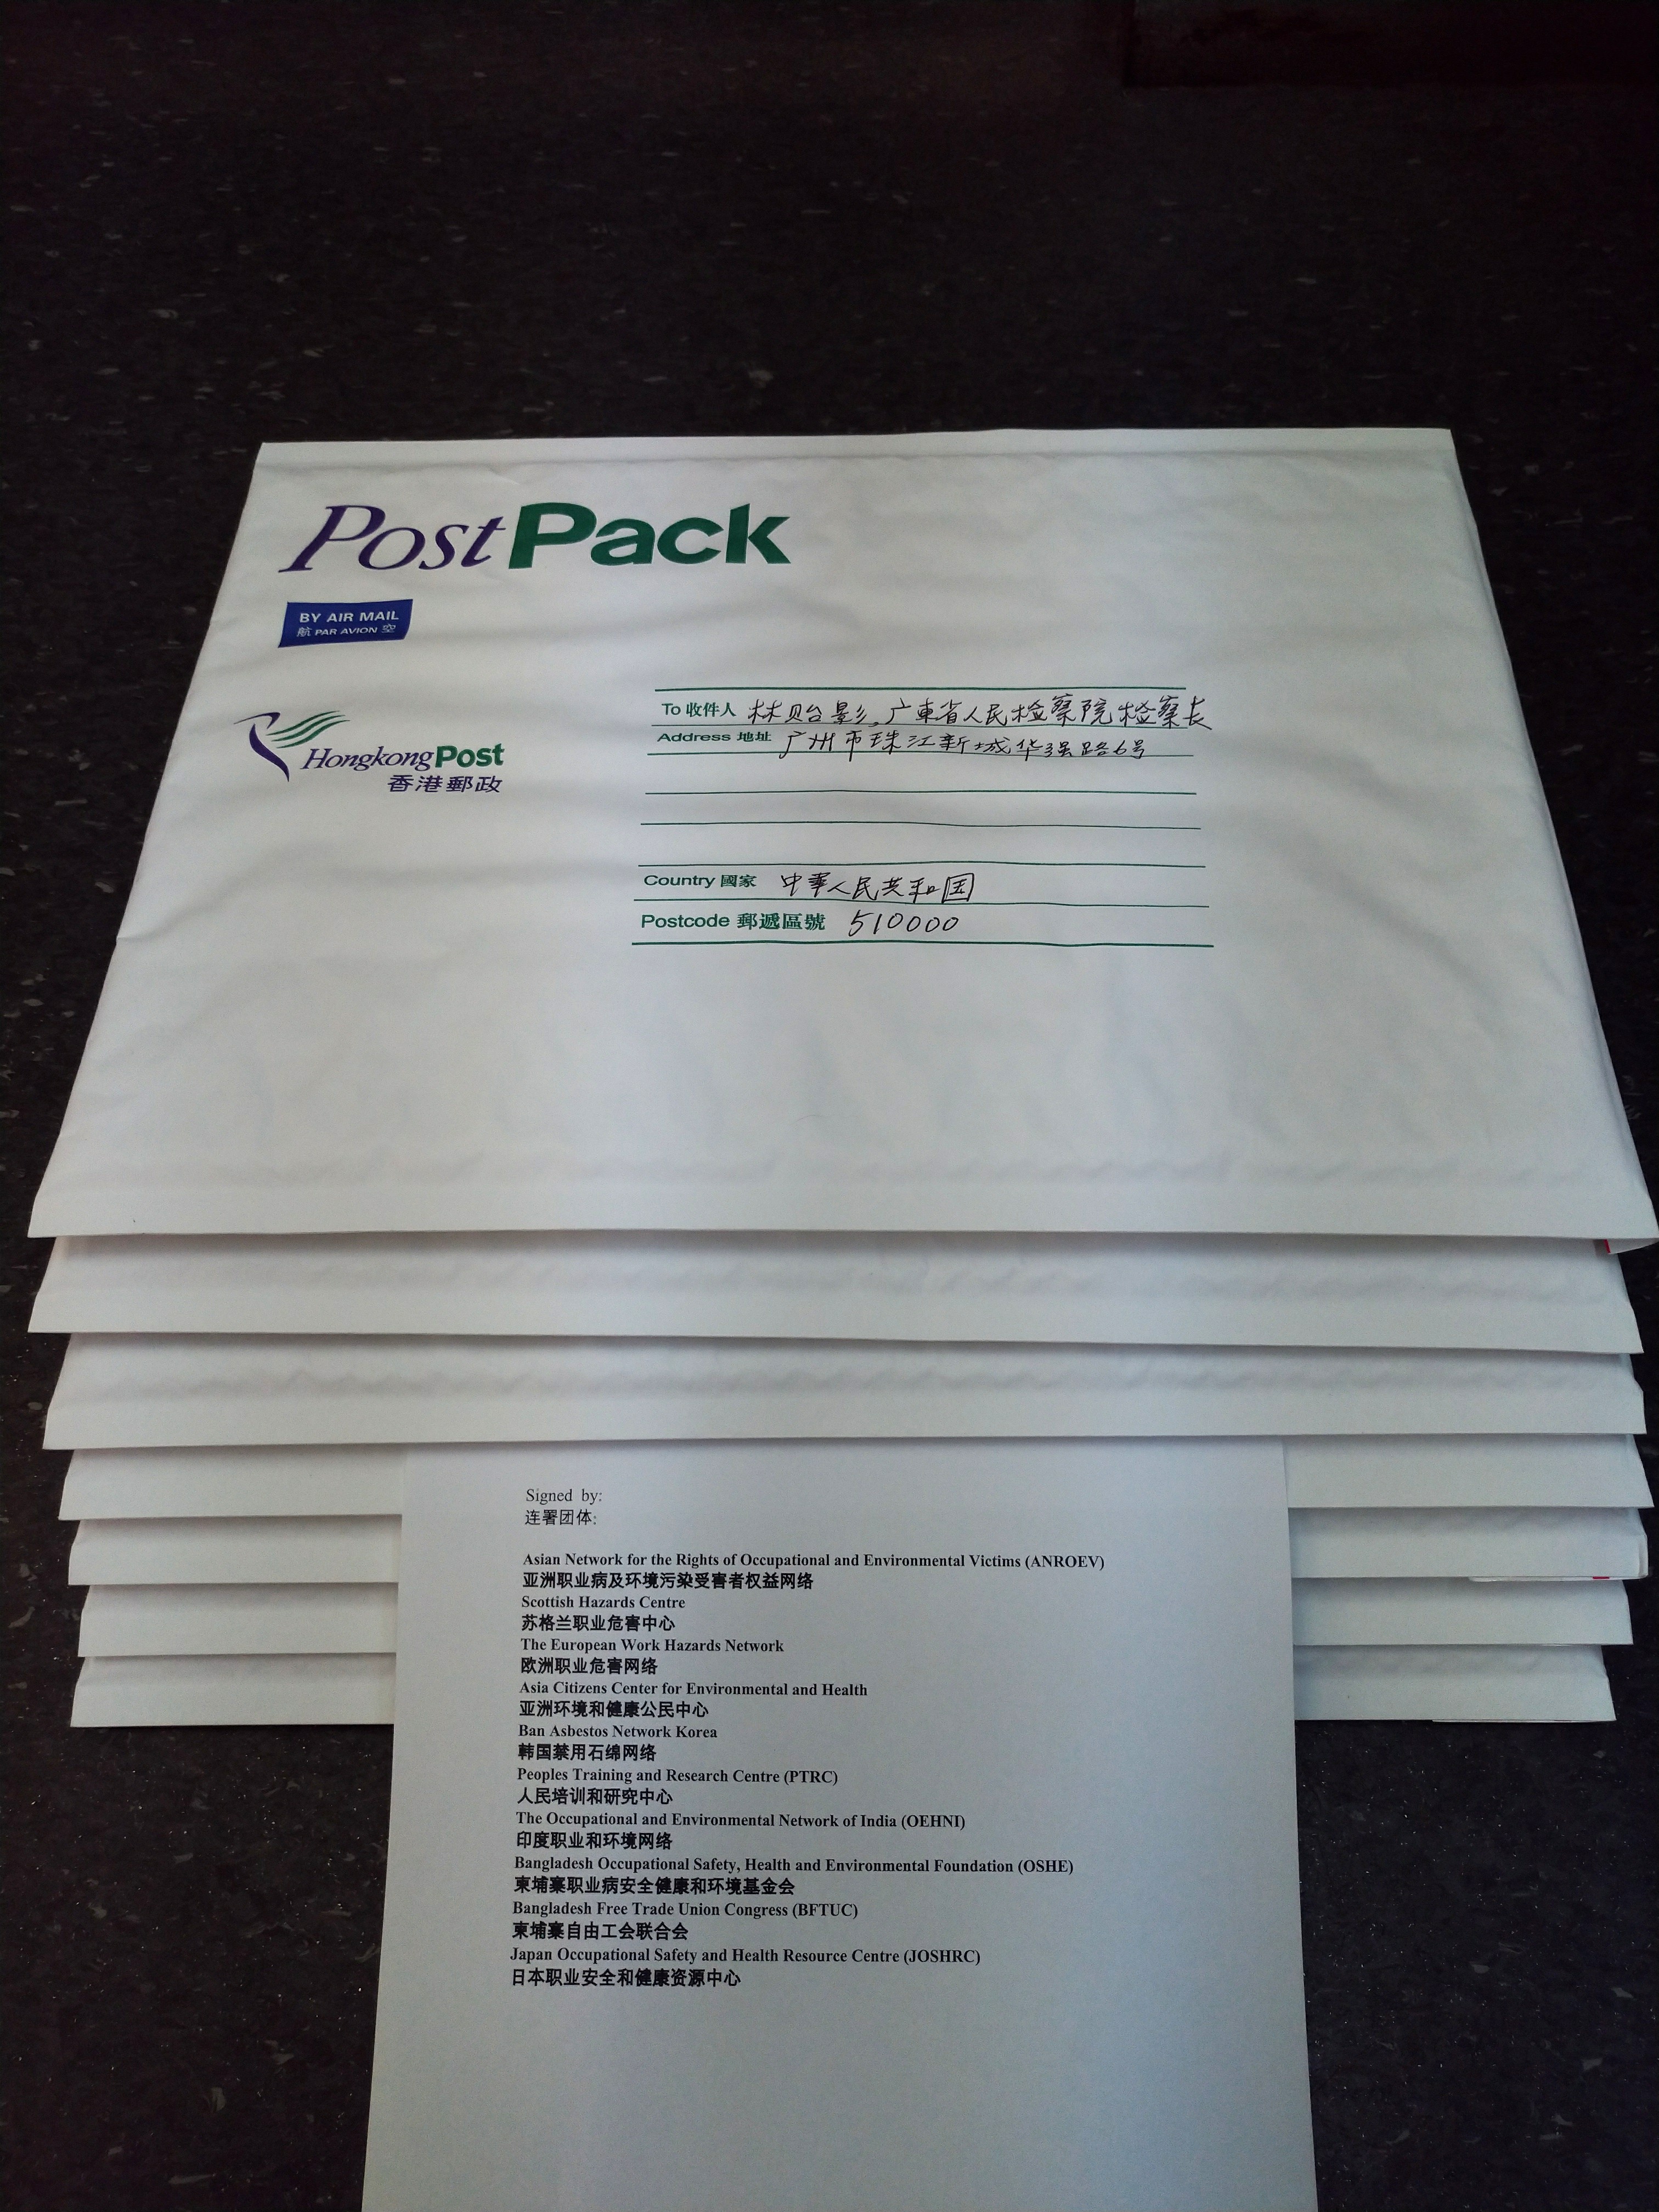 PostPack
BY AIR MAIL
航 PAR AVION 空
HongkongPost
香港郵政
To 收件人 林贻影,广東省人民检察院检察长
Address 地址 广州市珠江新城华强路6号
Country 國家 中華人民共和国
Postcode 郵遞區號 510000
Signed by:
连署团体:
Asian Network for the Rights of Occupational and Environmental Victims (ANROEV)
亚洲职业病及环境污染受害者权益网络
Scottish Hazards Centre
苏格兰职业危害中心
The European Work Hazards Network
欧洲职业危害网络
Asia Citizens Center for Environmental and Health
亚洲环境和健康公民中心
Ban Asbestos Network Korea
韩国禁用石绵网络
Peoples Training and Research Centre (PTRC)
人民培训和研究中心
The Occupational and Environmental Network of India (OEHNI)
印度职业和环境网络
Bangladesh Occupational Safety, Health and Environmental Foundation (OSHE)
柬埔寨职业病安全健康和环境基金会
Bangladesh Free Trade Union Congress (BFTUC)
柬埔寨自由工会联合会
Japan Occupational Safety and Health Resource Centre (JOSHRC)
日本职业安全和健康资源中心